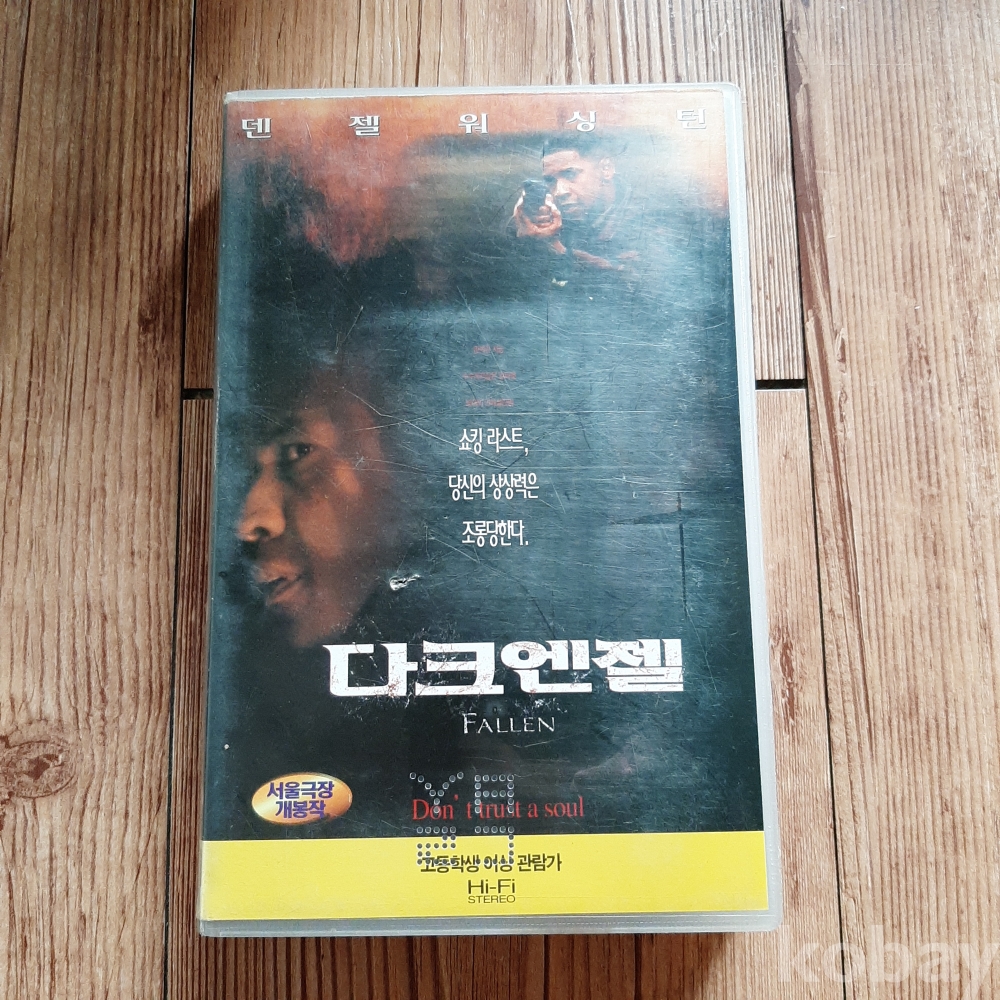 덴젤워싱턴
쇼킹 라스트,
당신의 상상력은
조롱당한다.
다크엔젤
FALLEN
서울극장
개봉작
Don't trust a soul
고등학생 이상 관람가
Hi-Fi
STEREO
kobay